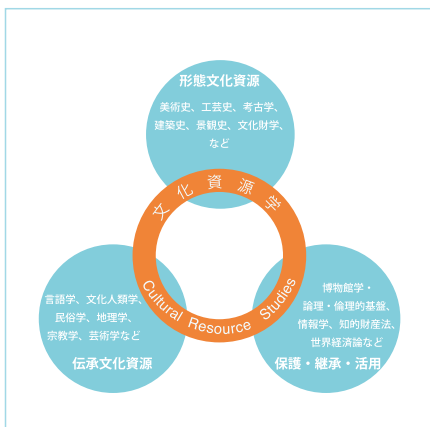 形態文化資源
美術史、工芸史、考古学、
建築史、景観史、文化財学、
など
文化資源学
Cultural Resource Studies
言語学、文化人類学、
民俗学、地理学、
宗教学、芸術学など
伝承文化資源
博物館学・
論理・倫理的基盤、
情報学、知的財産法、
世界経済論など
保護・継承・活用